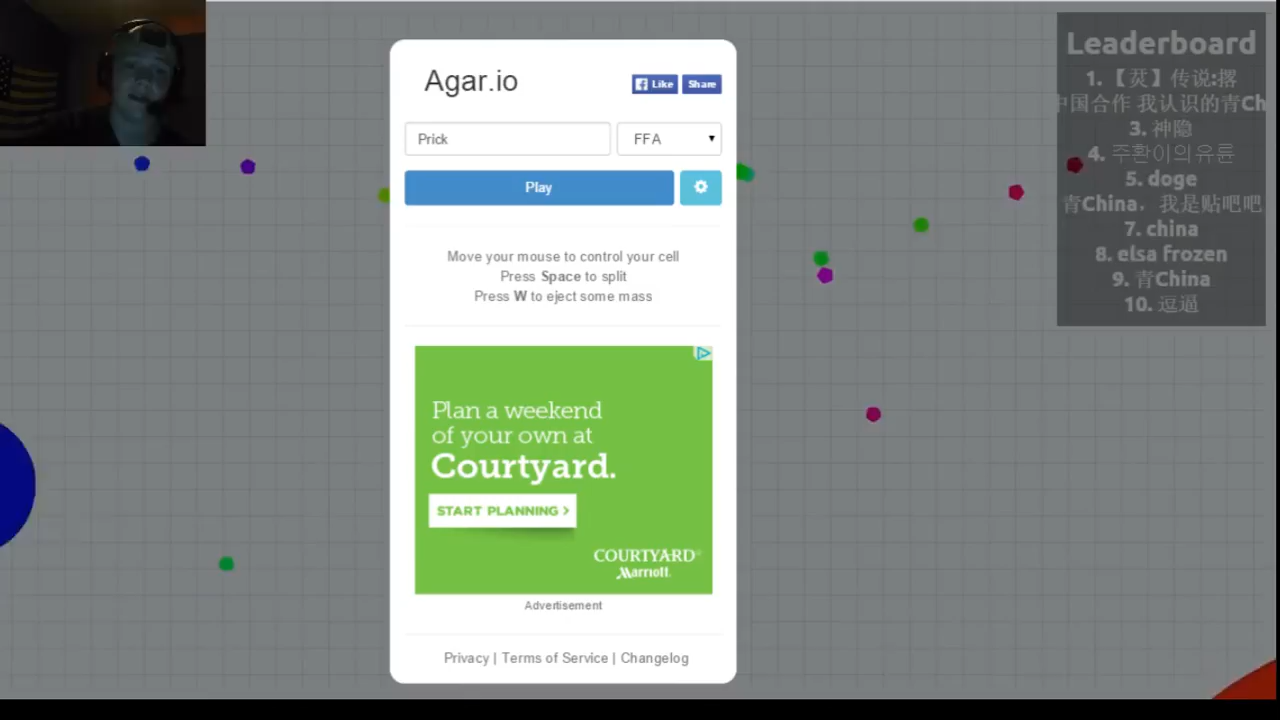 Agar.io
Like
Share
Prick
FFA
Play
Move your mouse to control your cell
Press Space to split
Press W to eject some mass
Plan a weekend
of your own at
Courtyard.
START PLANNING >
COURTYARD
Marriott.
Advertisement
Privacy | Terms of Service | Changelog
Leaderboard
1. 传说:撂
中国合作 我认识的青Ch
3. 神隐
4. 주환이의유륜
5. doge
青China，我是贴吧吧
7. china
8. elsa frozen
9. 青China
10. 逗逼